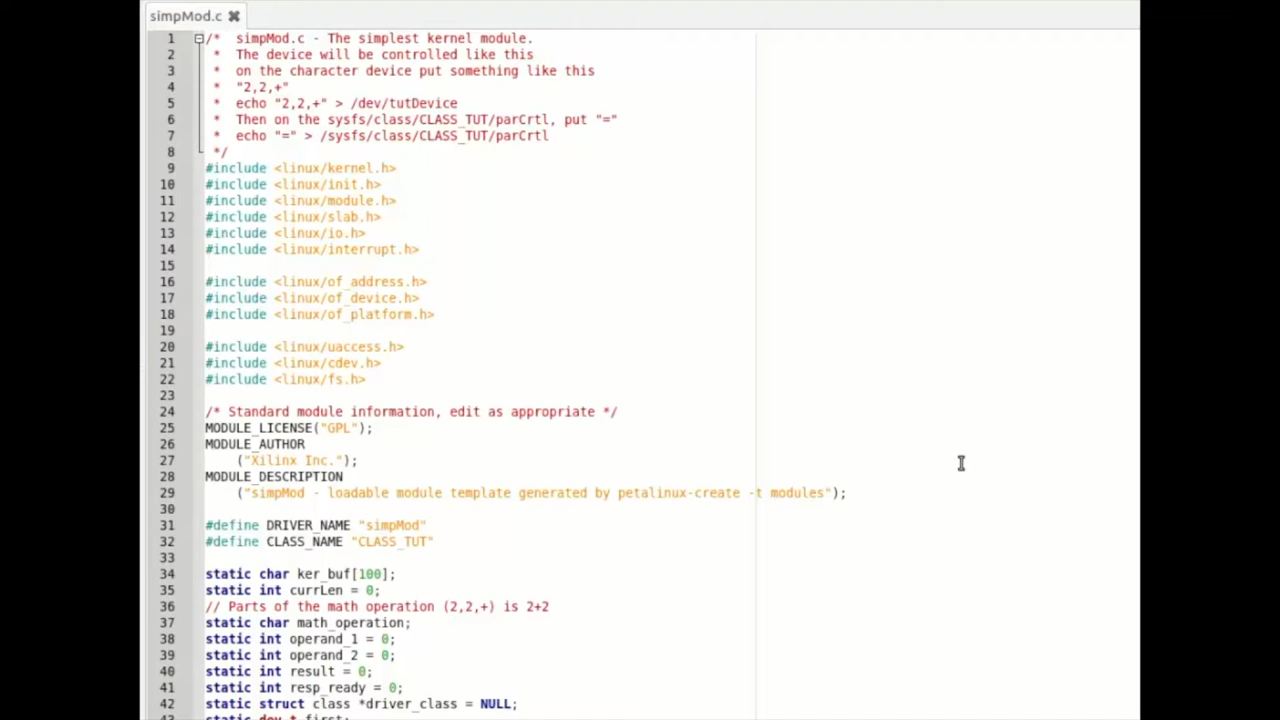 simpMod.c
1 /*  simpMod.c - The simplest kernel module.
2  *  The device will be controlled like this
3  *  on the character device put something like this
4  *  "2,2,+"
5  *  echo "2,2,+" > /dev/tutDevice
6  *  Then on the sysfs/class/CLASS_TUT/parCrtl, put "="
7  *  echo "=" > /sysfs/class/CLASS_TUT/parCrtl
8  */
9 #include <linux/kernel.h>
10 #include <linux/init.h>
11 #include <linux/module.h>
12 #include <linux/slab.h>
13 #include <linux/io.h>
14 #include <linux/interrupt.h>
15
16 #include <linux/of_address.h>
17 #include <linux/of_device.h>
18 #include <linux/of_platform.h>
19
20 #include <linux/uaccess.h>
21 #include <linux/cdev.h>
22 #include <linux/fs.h>
23
24 /* Standard module information, edit as appropriate */
25 MODULE_LICENSE("GPL");
26 MODULE_AUTHOR
27     ("Xilinx Inc.");
28 MODULE_DESCRIPTION
29     ("simpMod - loadable module template generated by petalinux-create -t modules");
30
31 #define DRIVER_NAME "simpMod"
32 #define CLASS_NAME "CLASS_TUT"
33
34 static char ker_buf[100];
35 static int currLen = 0;
36 // Parts of the math operation (2,2,+) is 2+2
37 static char math_operation;
38 static int operand_1 = 0;
39 static int operand_2 = 0;
40 static int result = 0;
41 static int resp_ready = 0;
42 static struct class *driver_class = NULL;
43 static dev_t first;